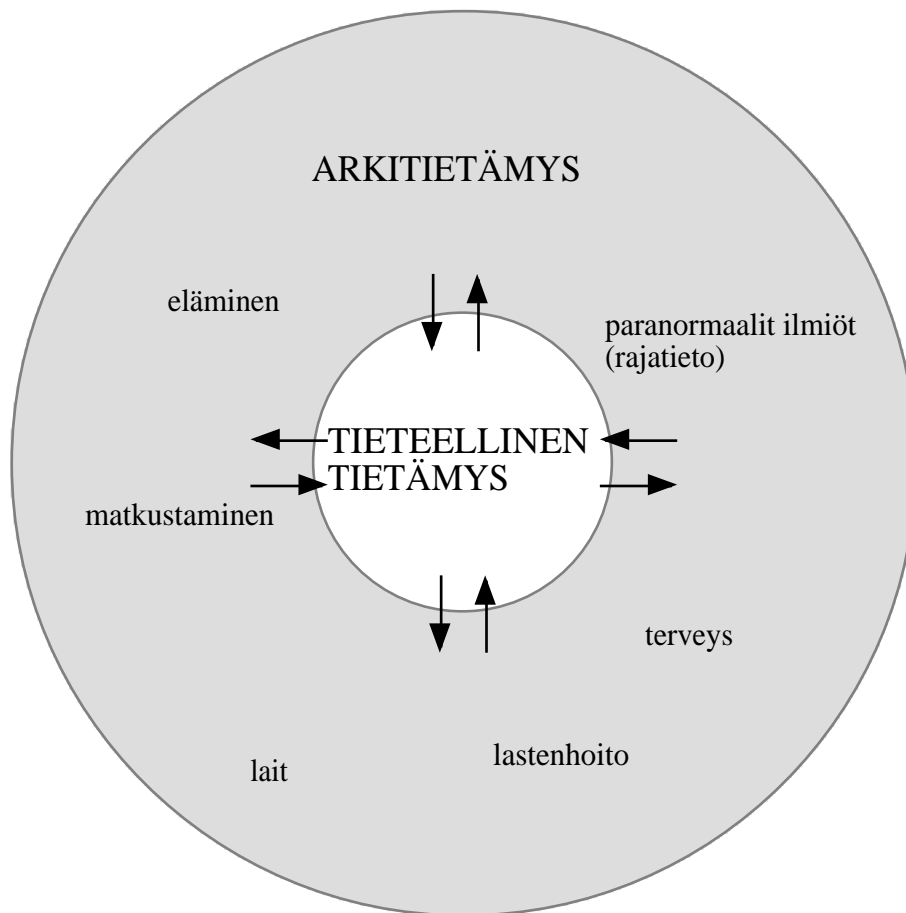 ARKITIETÄMYS
eläminen
paranormaalit ilmiöt
(rajatieto)
TIETEELLINEN
TIETÄMYS
matkustaminen
terveys
lastenhoito
lait